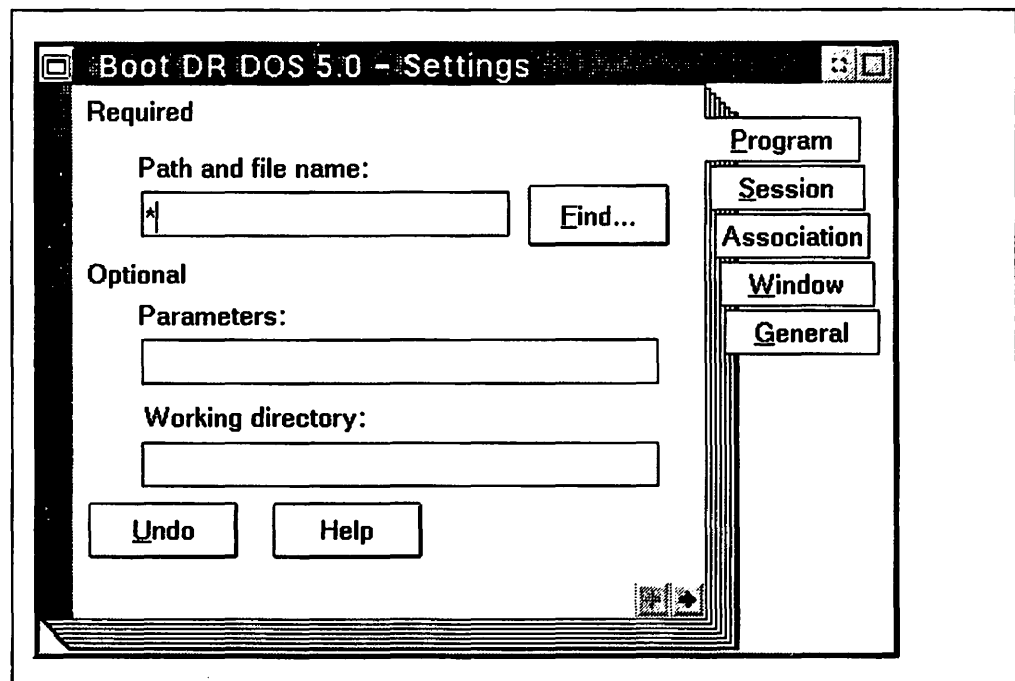 Boot DR DOS 5.0 – Settings
Required
Path and file name:
*
Find...
Optional
Parameters:
Working directory:
Undo
Help
Program
Session
Association
Window
General